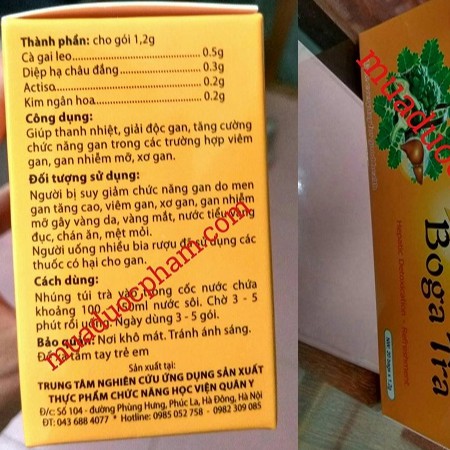 Thành phần: cho gói 1,2g
Cà gai leo 0.5g
Diệp hạ châu đắng 0.3g
Actiso 0.2g
Kim ngân hoa 0.2g
Công dụng:
Giúp thanh nhiệt, giải độc gan, tăng cường
chức năng gan trong các trường hợp viêm
gan, gan nhiễm mỡ, xơ gan.
Đối tượng sử dụng:
Người bị suy giảm chức năng gan do men
gan tăng cao, viêm gan, xơ gan, gan nhiễm
mỡ gây vàng da, vàng mắt, nước tiểu vàng
đục, chán ăn, mệt mỏi.
Người uống nhiều bia rượu sử dụng các
thuốc có hại cho gan.
Cách dùng:
Nhúng túi trà cốc nước chứa
khoảng 100 nước sôi. Chờ 3 - 5
phút rồi Ngày dùng 3 - 5 gói.
Bảo Nơi khô mát. Tránh ánh sáng.
tầm tay trẻ em
Sản xuất tại:
TRUNG TÂM NGHIÊN CỨU ỨNG DỤNG SẢN XUẤT
THỰC PHẨM CHỨC NĂNG HỌC VIỆN QUÂN Y
Đ/c: Số 104 - đường Phùng Hưng, Phúc La, Hà Đông, Hà Nội
ĐT: 043 688 4077 * Hotline: 0985 052 758 - 0982 309 085
muaduocpham.com
muaduocp
Boga Tra
Hepatic Detoxication - Refreshment